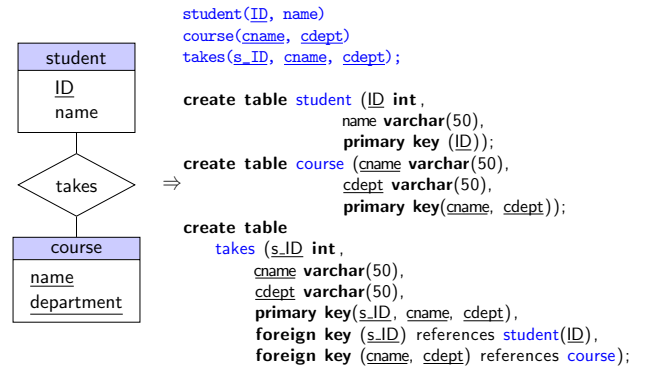 student
ID
name
takes
course
name
department
⇒
student(ID, name)
course(cname, cdept)
takes(s_ID, cname, cdept);
create table student (ID int,
name varchar(50),
primary key (ID));
create table course (cname varchar(50),
cdept varchar(50),
primary key(cname, cdept));
create table
takes (s_ID int,
cname varchar(50),
cdept varchar(50),
primary key(s_ID, cname, cdept),
foreign key (s_ID) references student(ID),
foreign key (cname, cdept) references course);